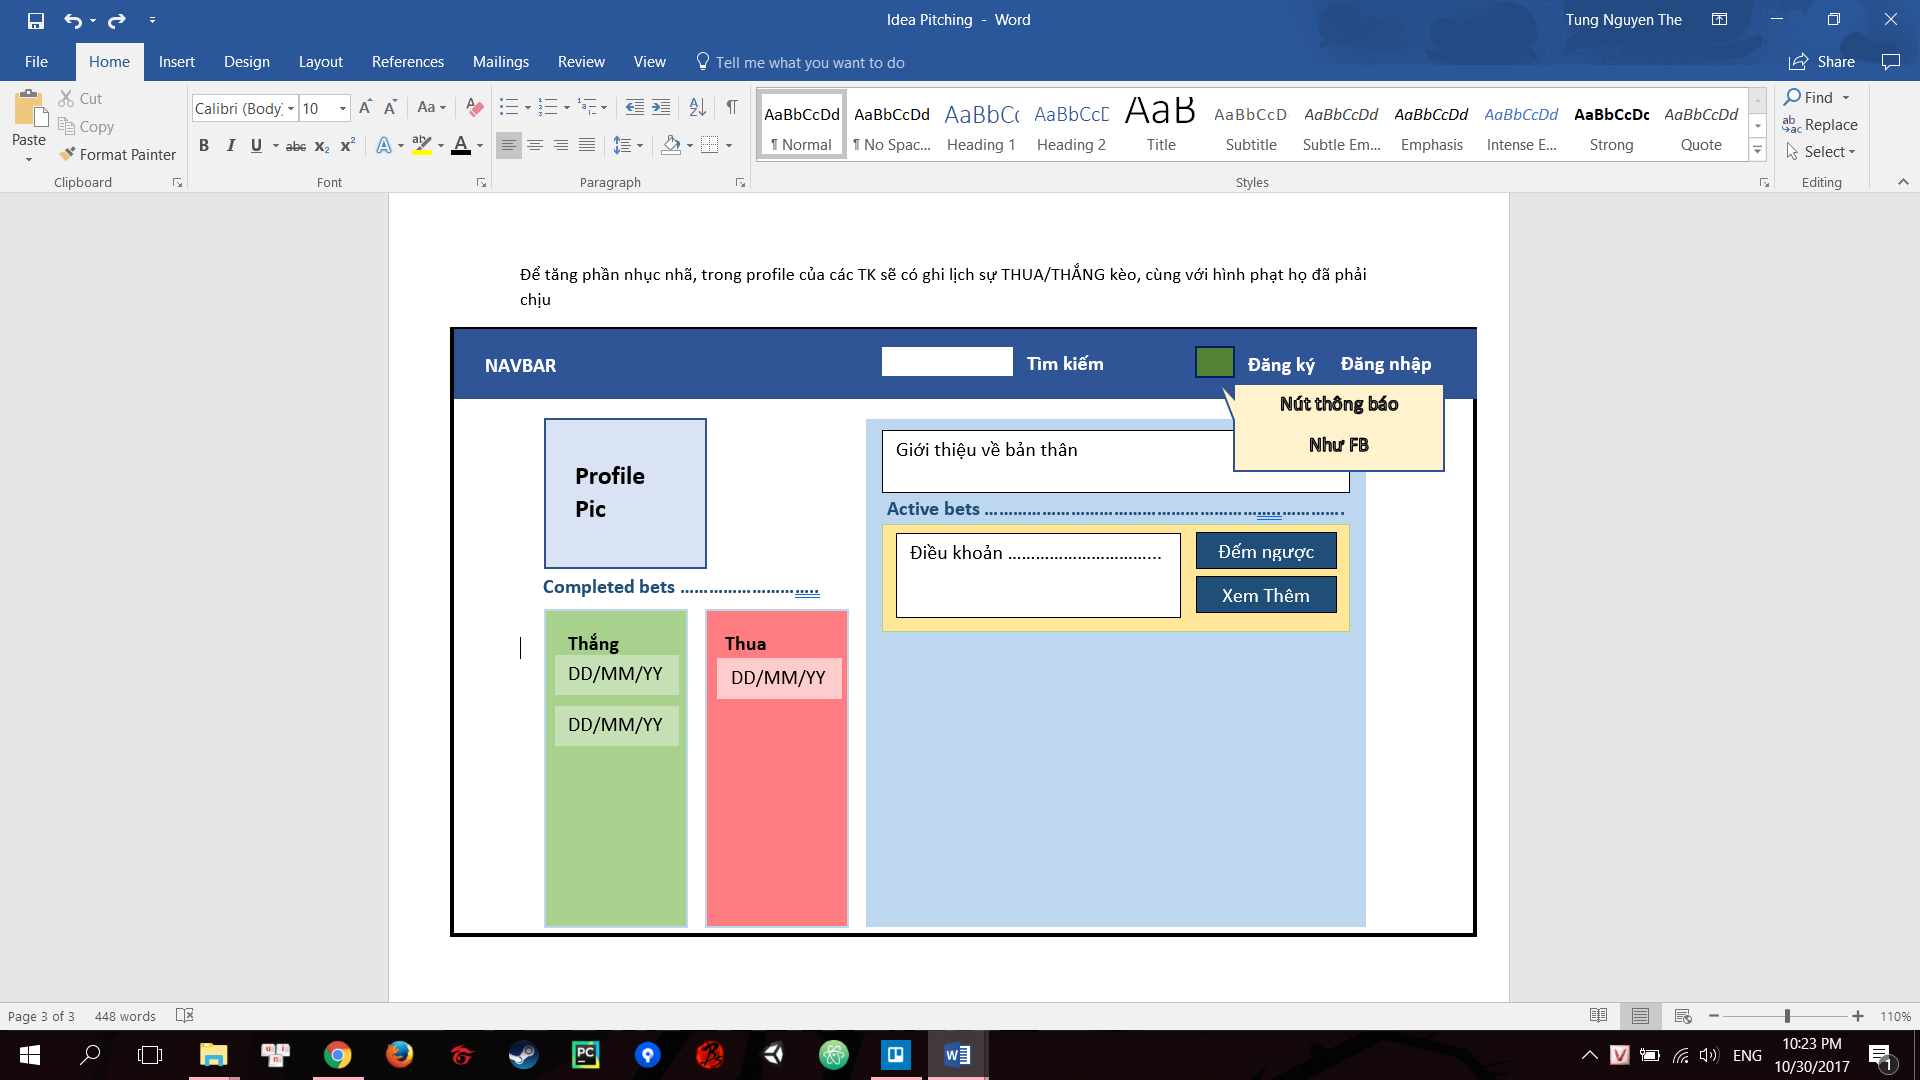 Idea Pitching - Word
Tung Nguyen The
File
Home
Insert
Design
Layout
References
Mailings
Review
View
Tell me what you want to do
Share
Paste
Cut
Copy
Format Painter
Clipboard
Calibri (Body)
10
Font
Paragraph
AaBbCcDd
¶ Normal
AaBbCcDd
¶ No Spac...
AaBbCc
Heading 1
AaBbCcD
Heading 2
AaB
Title
AaBbCcD
Subtitle
AaBbCcDd
Subtle Em...
AaBbCcDd
Emphasis
AaBbCcDd
Intense E...
AaBbCcDc
Strong
AaBbCcDd
Quote
Styles
Find
Replace
Select
Editing
Để tăng phần nhục nhã, trong profile của các TK sẽ có ghi lịch sự THUA/THẮNG kèo, cùng với hình phạt họ đã phải
chịu
NAVBAR
Tìm kiếm
Đăng ký
Đăng nhập
Nút thông báo
Như FB
Profile
Pic
Giới thiệu về bản thân
Active bets ……………………………………………………………………….
Điều khoản …………………………...
Đếm ngược
Xem Thêm
Completed bets ………………………..
Thắng
DD/MM/YY
DD/MM/YY
Thua
DD/MM/YY
Page 3 of 3
448 words
110%
ENG
10:23 PM
10/30/2017
1